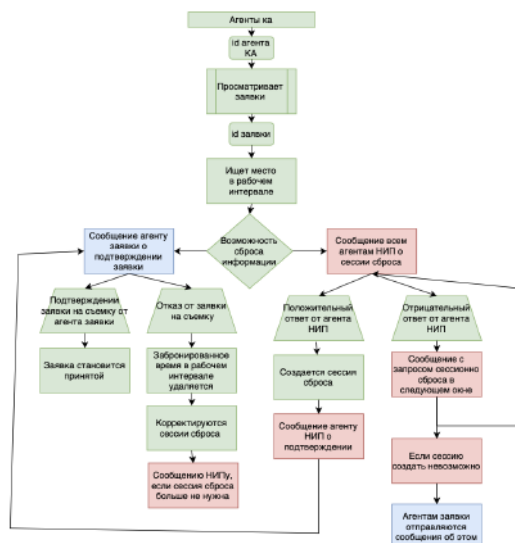 Агенты ка
id агента
КА
Просматривает
заявки
id заявки
Ищет место
в рабочем
интервале
Возможность
сброса
информации
Сообщение агенту
заявки о
подтверждении
заявки
Сообщение всем
агентам НИП о
сессии сброса
Подтверждении
заявки на съемку от
агента заявки
Отказ от заявки
на съемку
Положительный
ответ от агента
НИП
Отрицательный
ответ от агента
НИП
Заявка становится
принятой
Забронированное
время в рабочем
интервале
удаляется
Создается сессия
сброса
Сообщение с
запросом сессионно
сброса в
следующем окне
Корректируются
сессии сброса
Сообщение агенту
НИП о
подтверждении
Сообщению НИПу,
если сессия сброса
больше не нужна
Если сессию
создать невозможно
Агентам заявки
отправляются
сообщения об этом